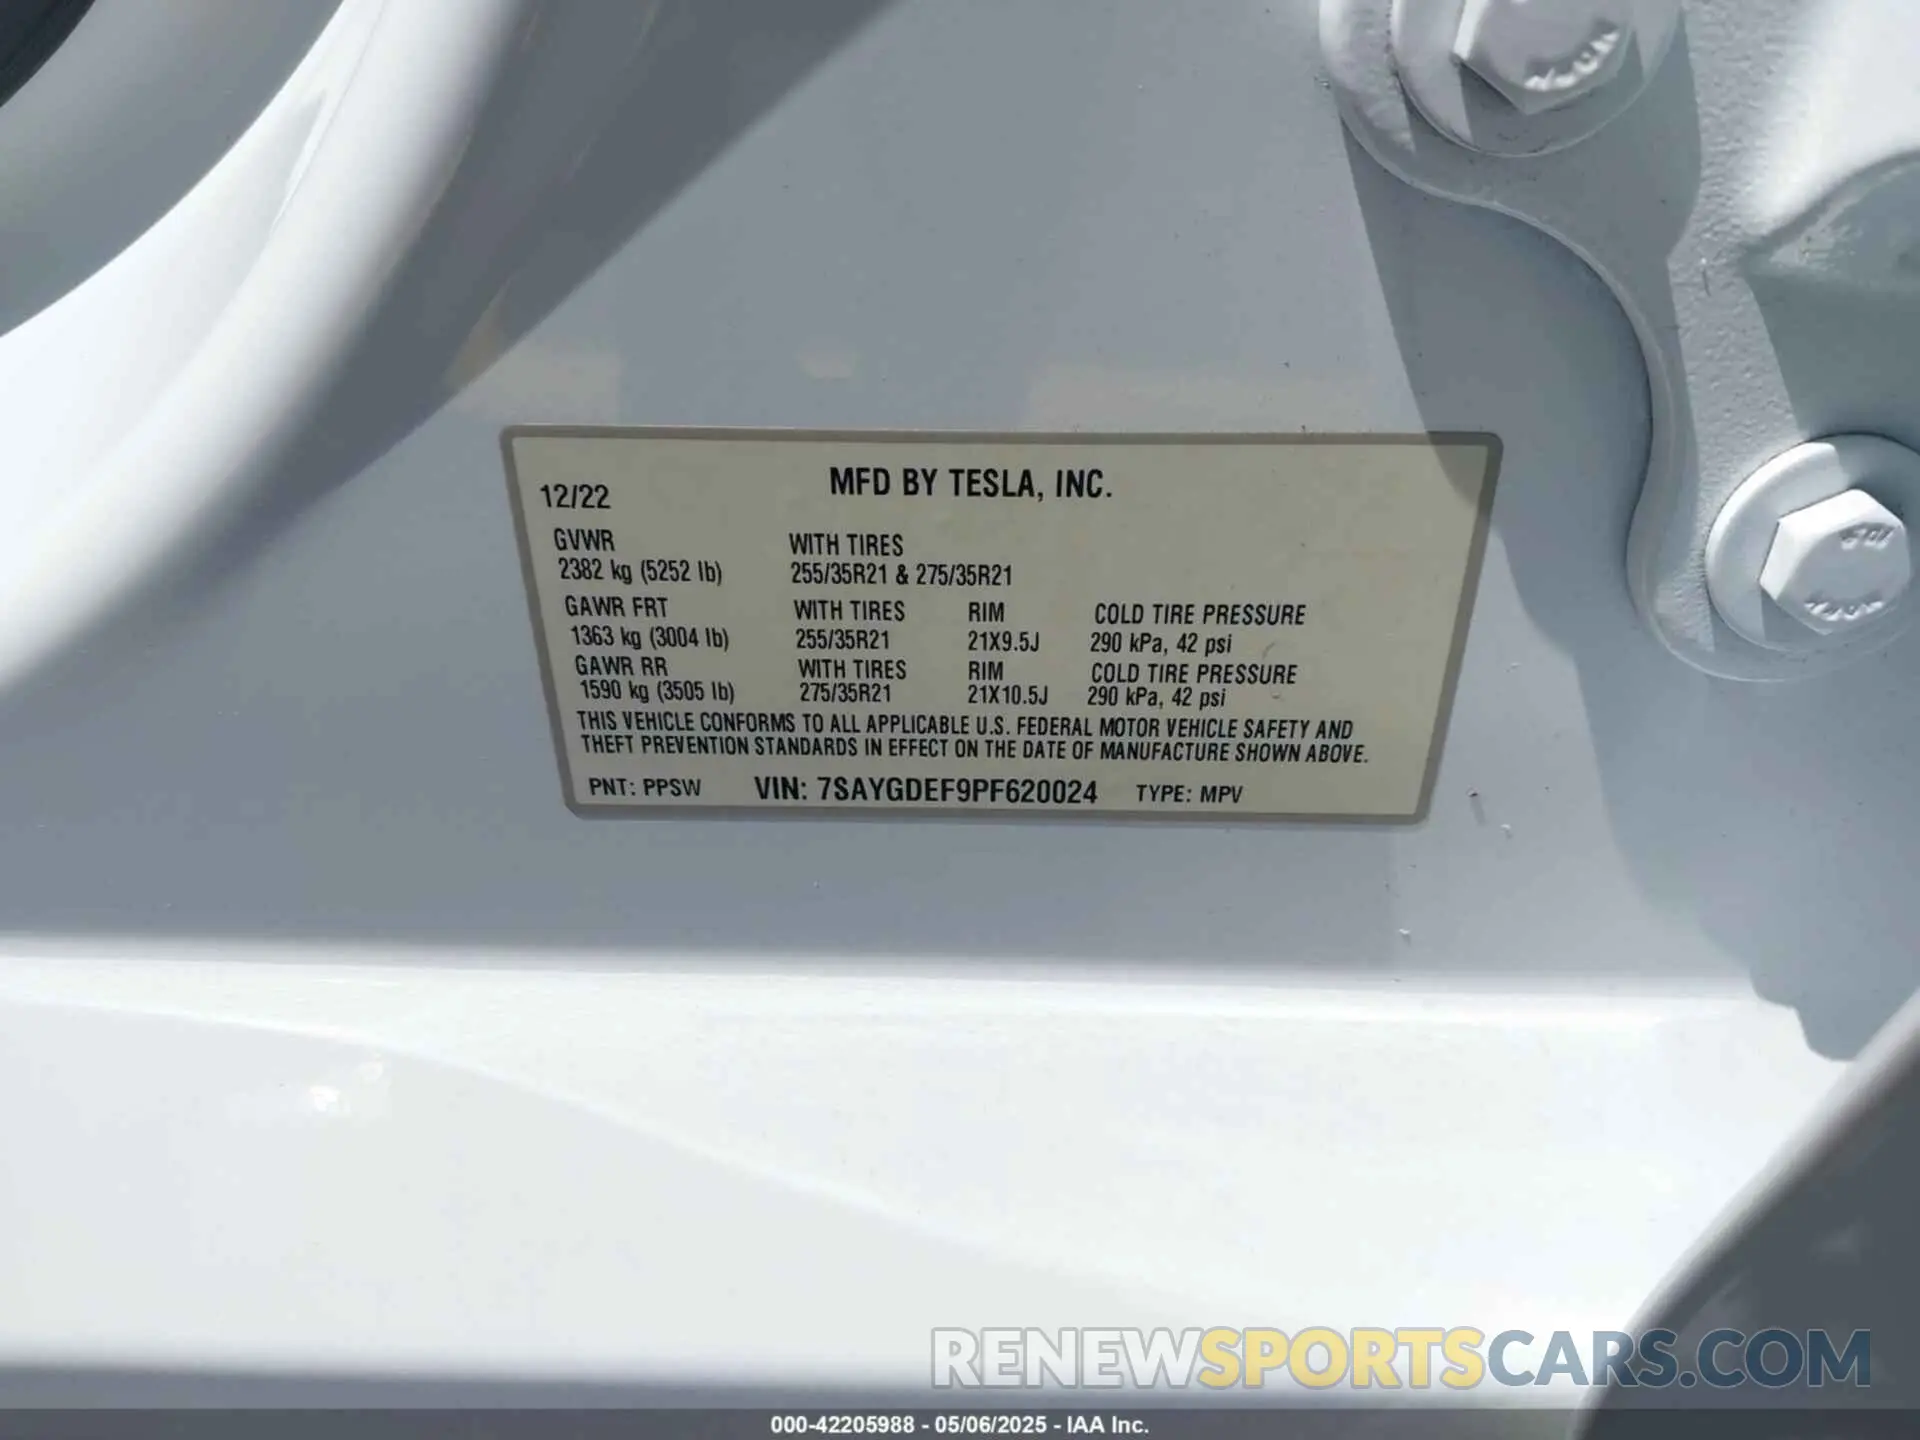 MFD BY TESLA, INC.
12/22
GVWR WITH TIRES
2382 kg (5252 lb) 255/35R21 & 275/35R21
GAWR FRT WITH TIRES RIM COLD TIRE PRESSURE
1363 kg (3004 lb) 255/35R21 21X9.5J 290 kPa, 42 psi
GAWR RR WITH TIRES RIM COLD TIRE PRESSURE
1590 kg (3505 lb) 275/35R21 21X10.5J 290 kPa, 42 psi
THIS VEHICLE CONFORMS TO ALL APPLICABLE U.S. FEDERAL MOTOR VEHICLE SAFETY AND
THEFT PREVENTION STANDARDS IN EFFECT ON THE DATE OF MANUFACTURE SHOWN ABOVE.
PNT: PPSW VIN: 7SAYGDEF9PF620024 TYPE: MPV
RENEWSPORTSCARS.COM
000-42205988 - 05/06/2025 - IAA Inc.